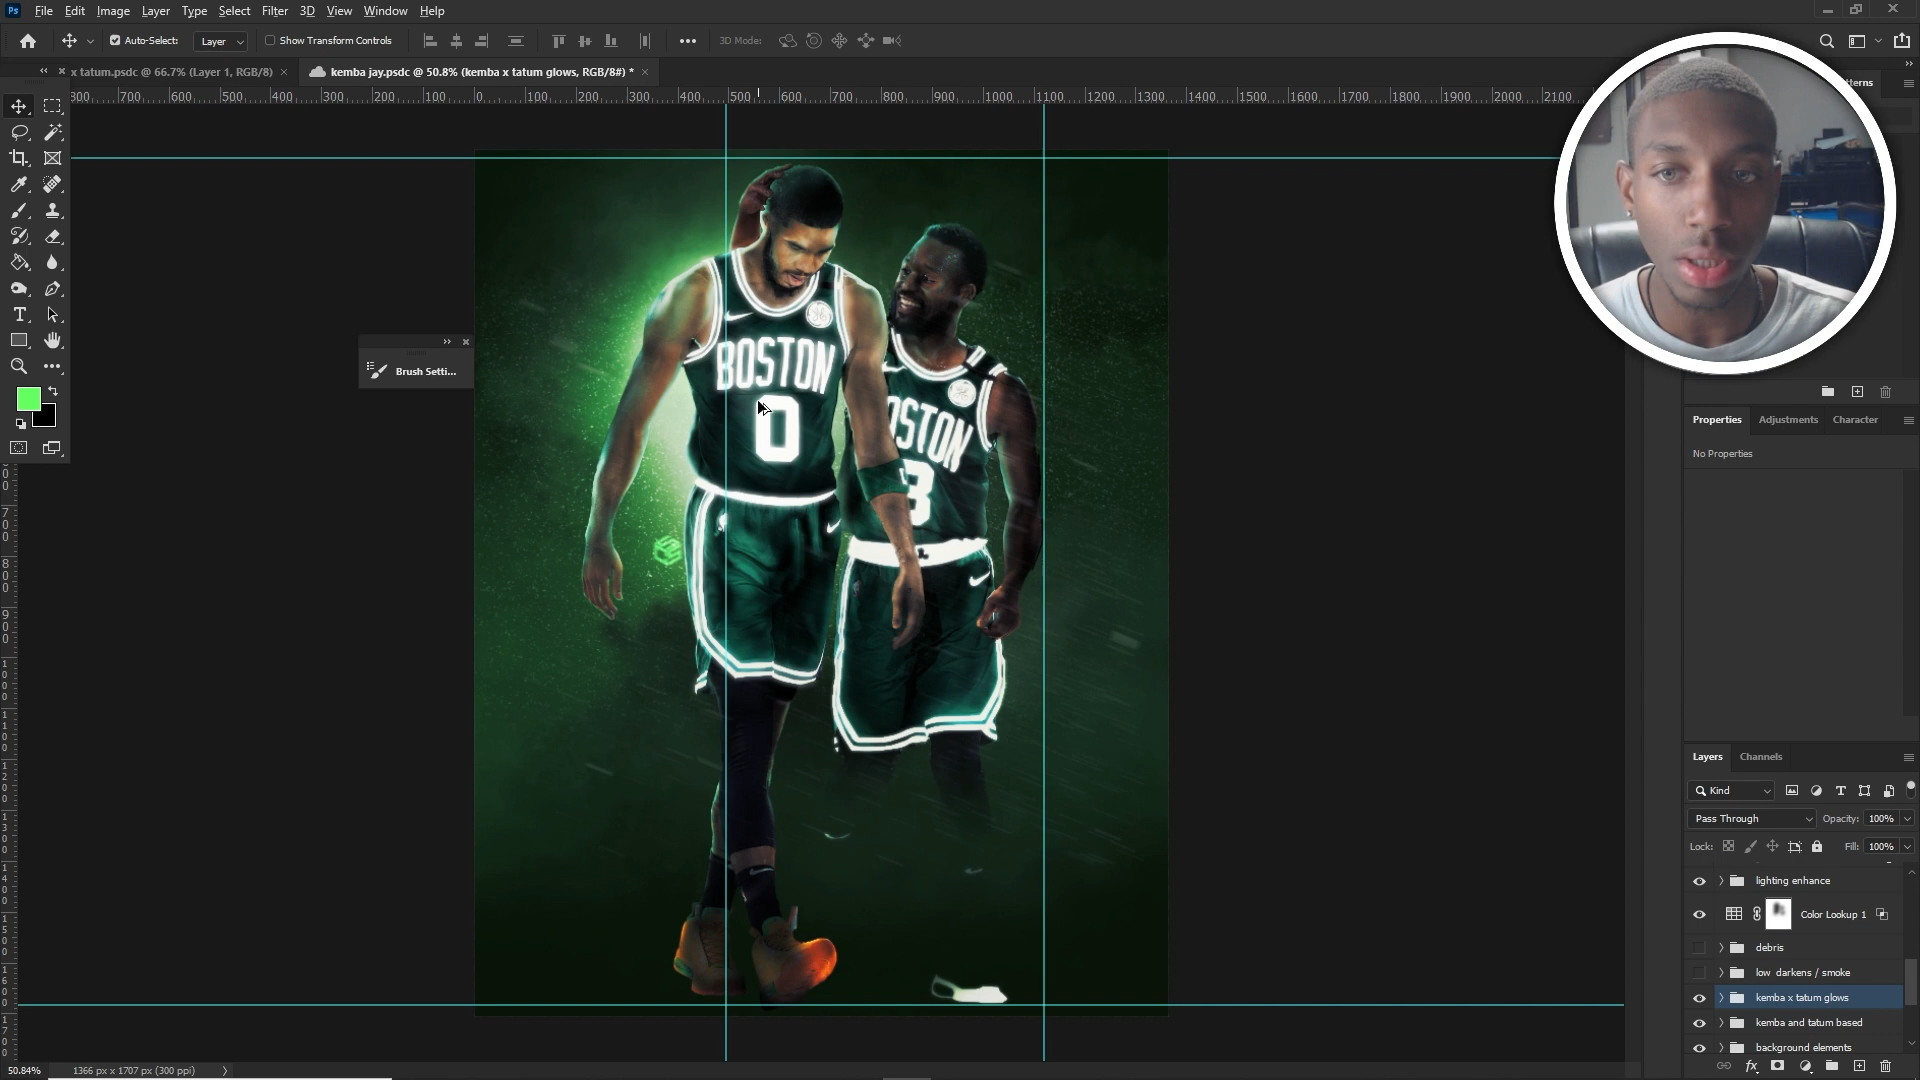 Ps File Edit Image Layer Type Select Filter 3D View Window Help
Auto-Select: Layer Show Transform Controls 3D Mode:
x tatum.psdc @ 66.7% (Layer 1, RGB/8) × kemba jay.psdc @ 50.8% (kemba x tatum glows, RGB/8#) * ×
800 700 600 500 400 300 200 100 0 100 200 300 400 500 600 700 800 900 1000 1100 1200 1300 1400 1500 1600 1700 1800 1900 2000 2100
Brush Setti...
BOSTON
0
OSTON
8
Properties Adjustments Character
No Properties
Layers Channels
Kind
Pass Through Opacity: 100%
Lock: Fill: 100%
lighting enhance
Color Lookup 1
debris
low darkens / smoke
kemba x tatum glows
kemba and tatum based
background elements
50.84% 1366 px x 1707 px (300 ppi)